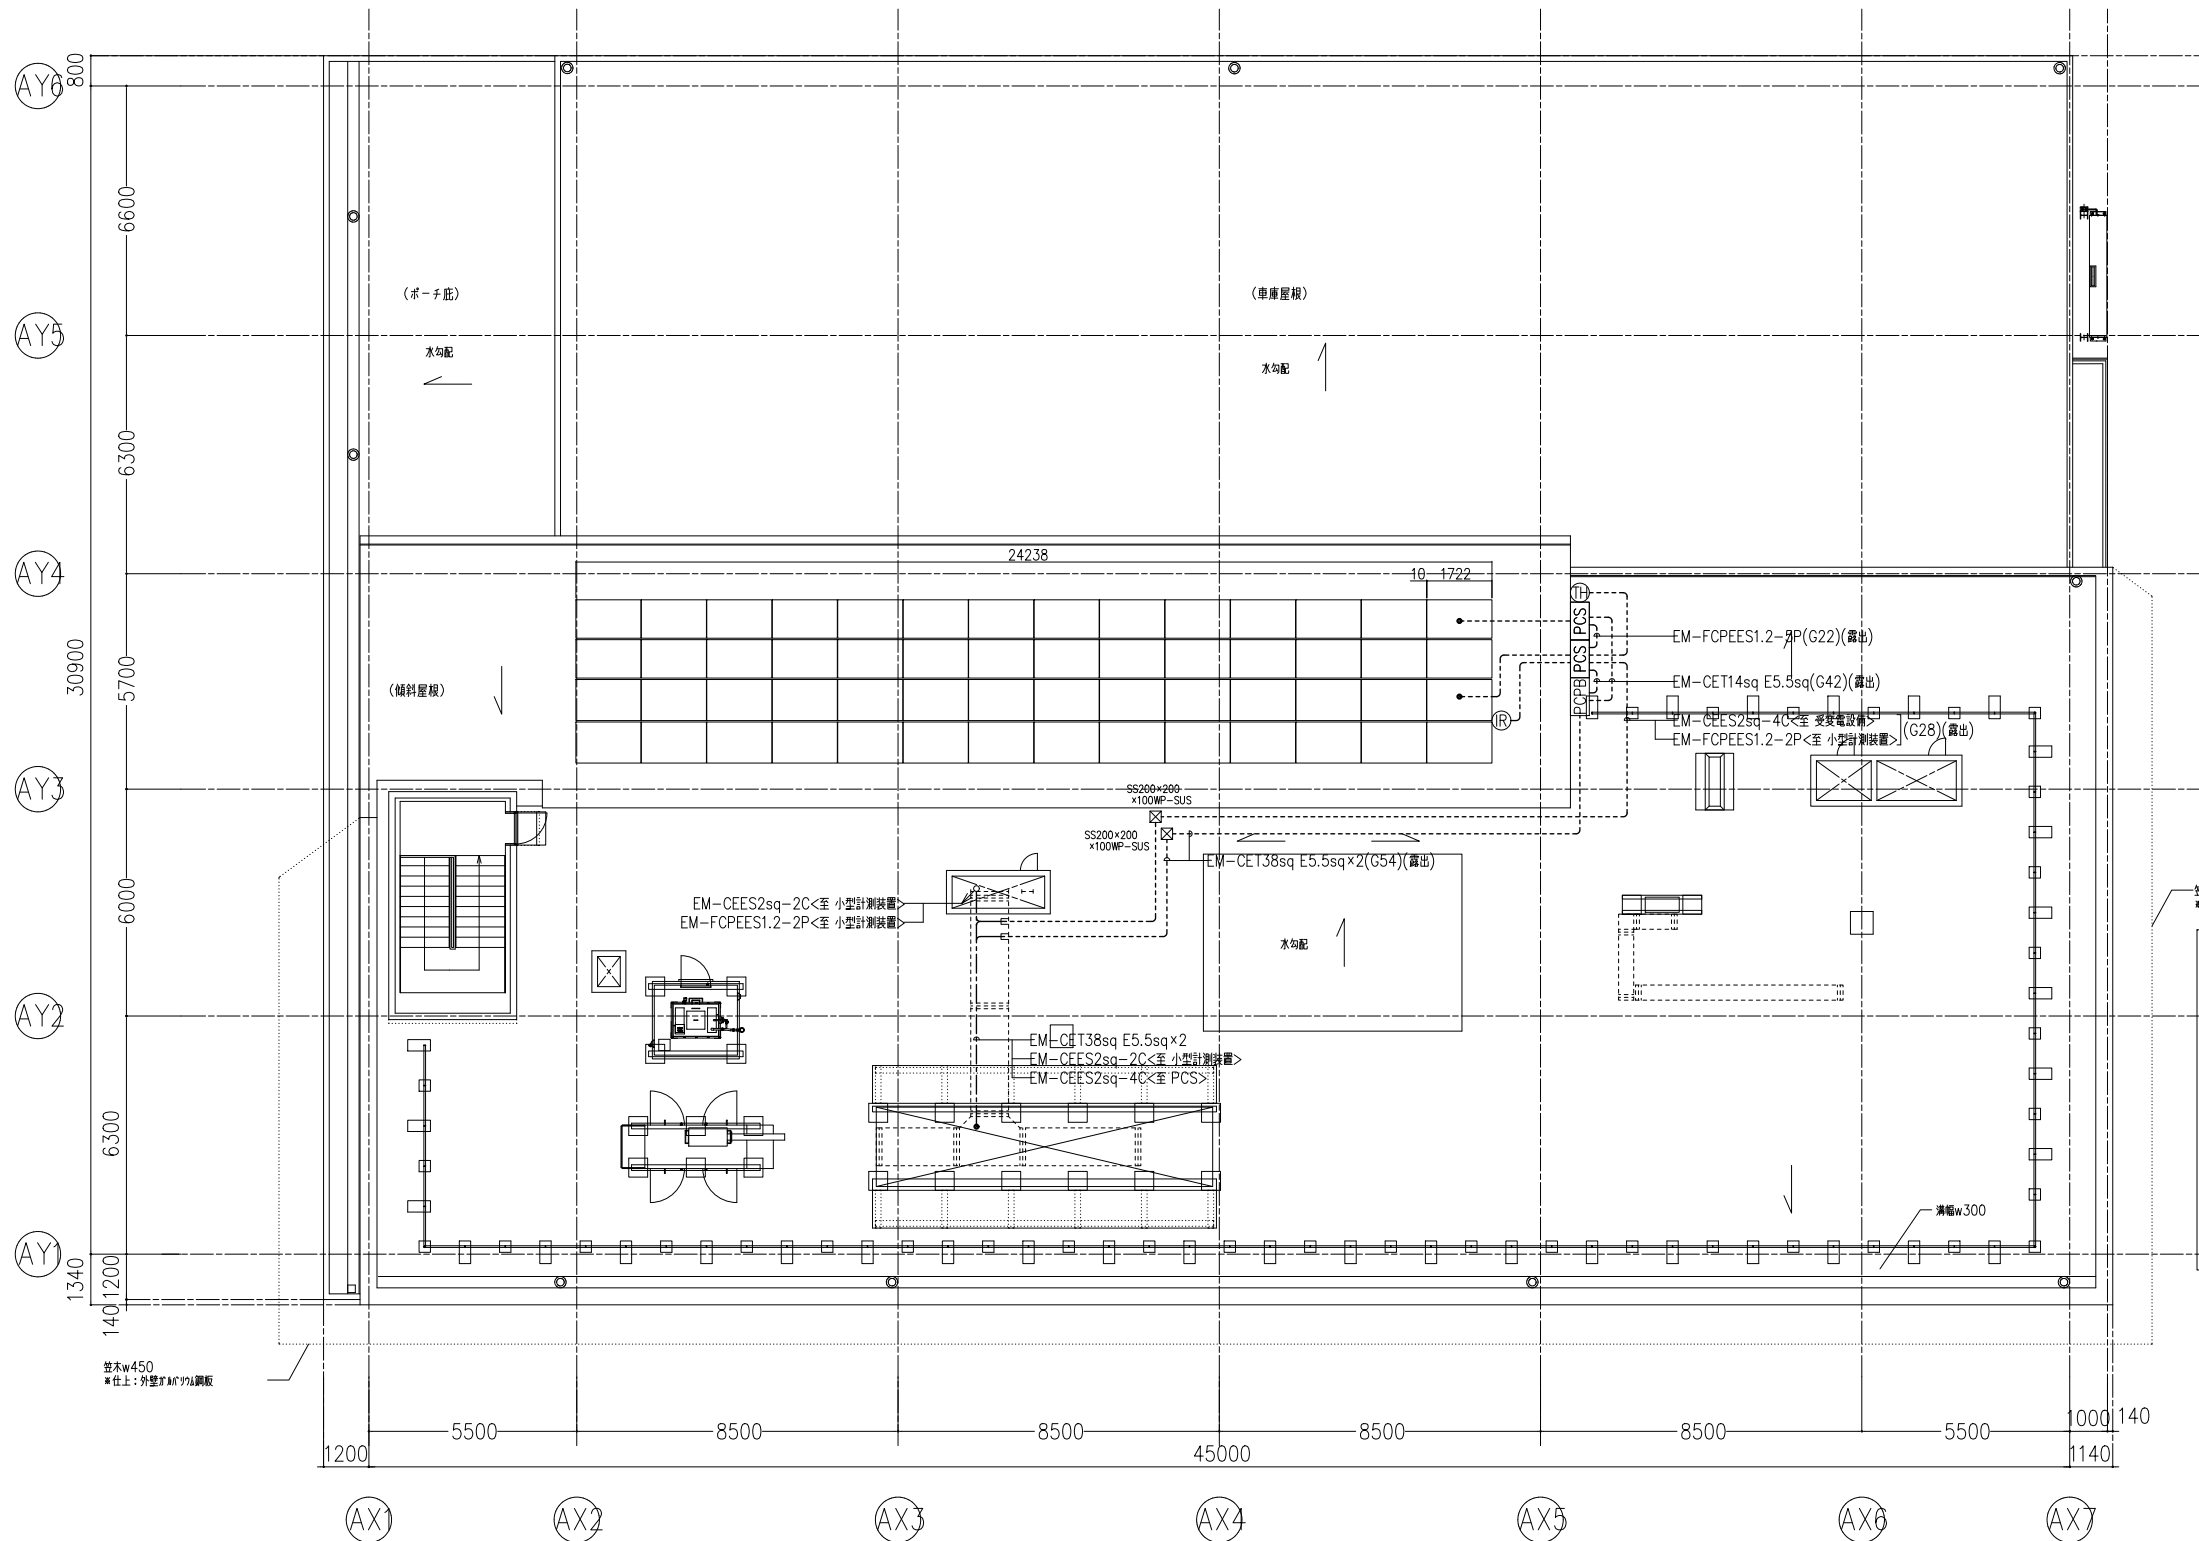 AY6
800
6600
(ポーチ庇)
(車庫屋根)
AY5
水勾配
水勾配
6300
24238
AY4
10 1722
TH
PCS
EM-FCPEES1.2-5P(G22)(露出)
30900
5700
(傾斜屋根)
PCS
EM-CET14sq E5.5sq(G42)(露出)
PCPB
IR
EM-CEES2sq-4C<至 受変電設備>
(G28)(露出)
EM-FCPEES1.2-2P<至 小型計測装置>
AY3
SS200×200
×100WP-SUS
SS200×200
×100WP-SUS
EM-CET38sq E5.5sq×2(G54)(露出)
6000
EM-CEES2sq-2C<至 小型計測装置>
EM-FCPEES1.2-2P<至 小型計測装置>
水勾配
AY2
EM-CET38sq E5.5sq×2
EM-CEES2sq-2C<至 小型計測装置>
EM-CEES2sq-4C<至 PCS>
6300
溝幅w300
AY1
1340
1200
140
笠木w450
※仕上:外壁ガルバリウム鋼板
5500
8500
8500
8500
8500
5500
1000
140
1200
45000
1140
AX1
AX2
AX3
AX4
AX5
AX6
AX7